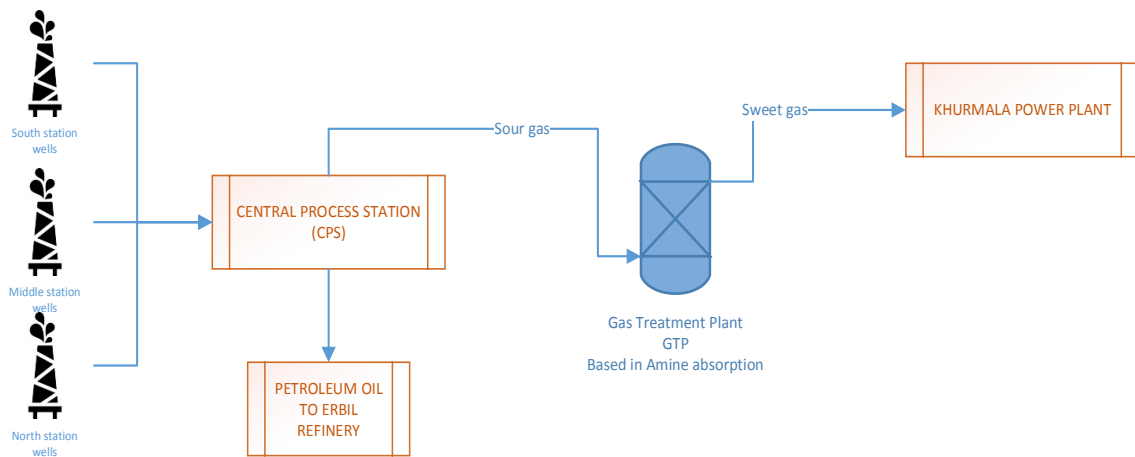 South station
wells
Middle station
wells
North station
wells
CENTRAL PROCESS STATION
(CPS)
PETROLEUM OIL
TO ERBIL
REFINERY
Sour gas
Gas Treatment Plant
GTP
Based in Amine absorption
Sweet gas
KHURMALA POWER PLANT